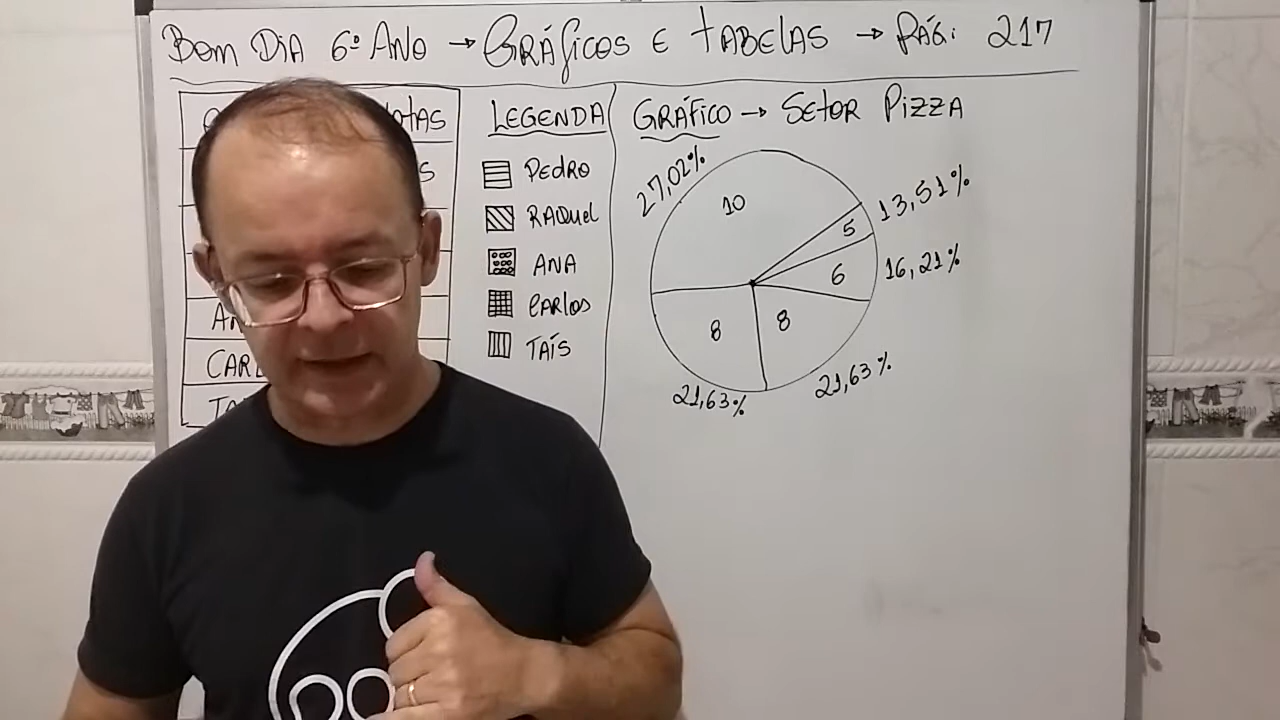 BOM DIA 6º ANO → GRÁFICOS E TABELAS → PÁG: 217
LEGENDA
PEDRO
RAQUEL
ANA
CARLOS
TAÍS
GRÁFICO → SETOR PIZZA
27,02%
10
13,51%
5
16,21%
6
8
8
21,63%
21,63%